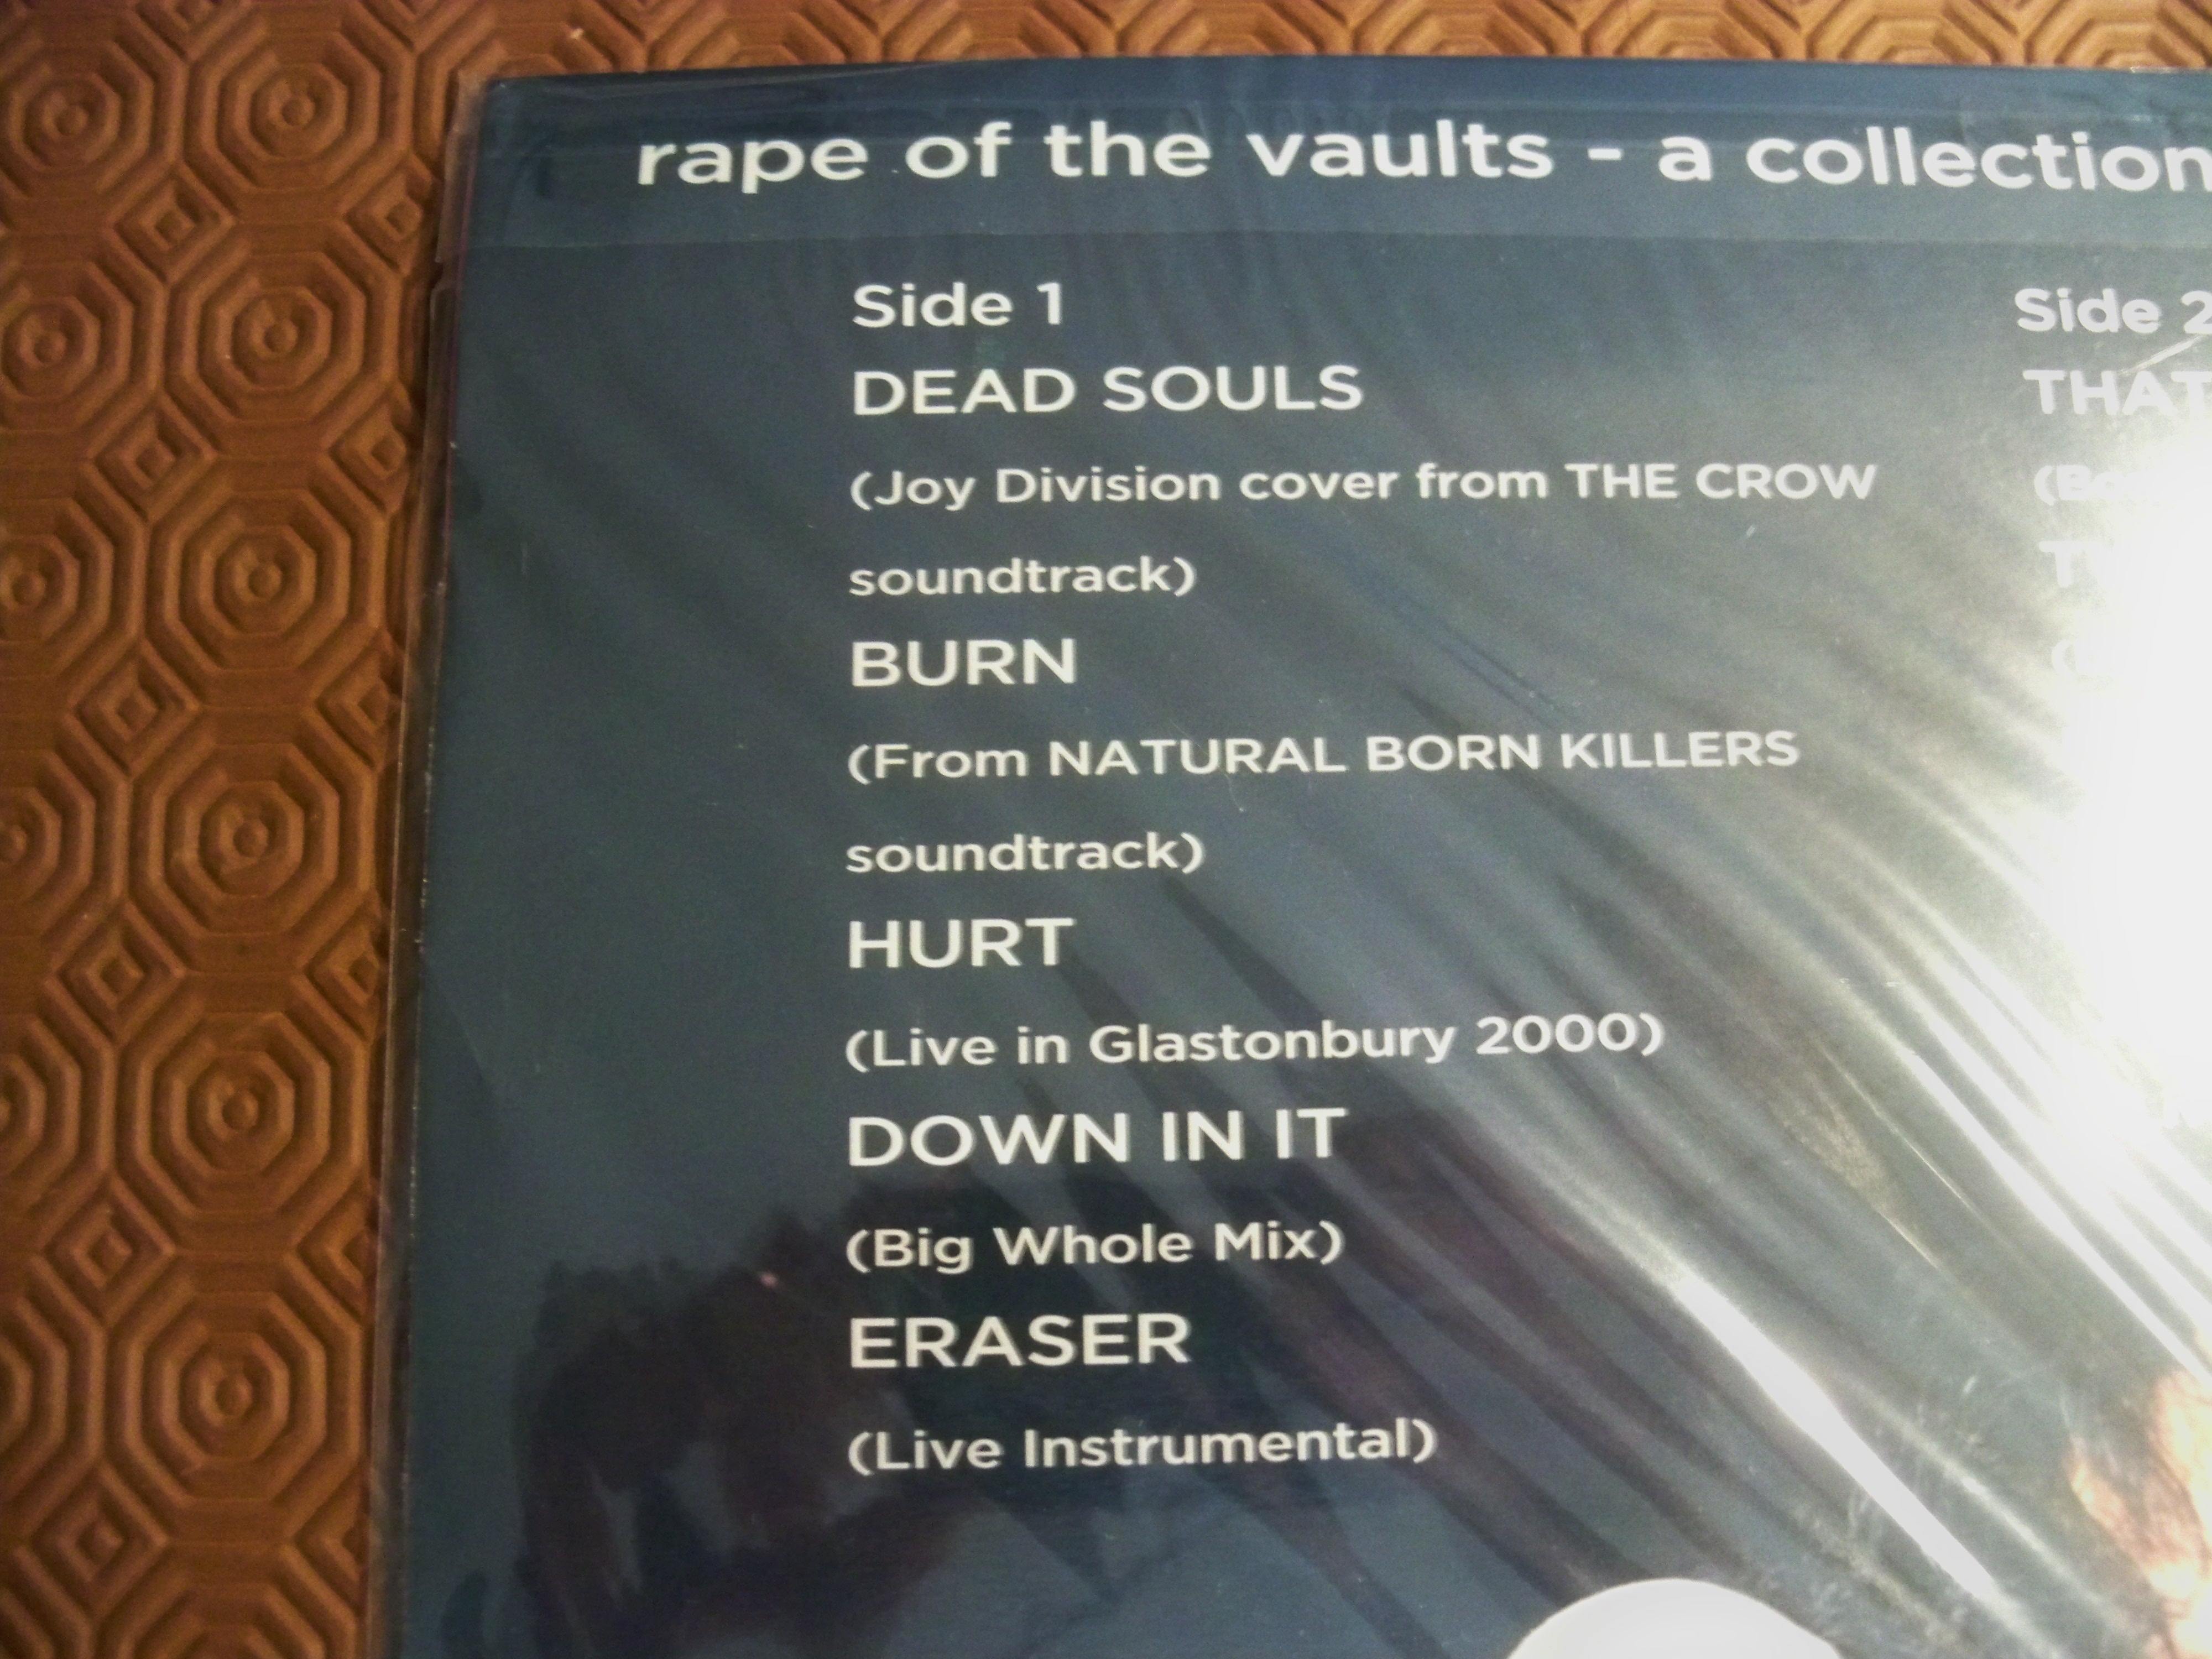 rape of the vaults - a collection
Side 1
DEAD SOULS
(Joy Division cover from THE CROW
soundtrack)
BURN
(From NATURAL BORN KILLERS
soundtrack)
HURT
(Live in Glastonbury 2000)
DOWN IN IT
(Big Whole Mix)
ERASER
(Live Instrumental)
Side 2
THAT